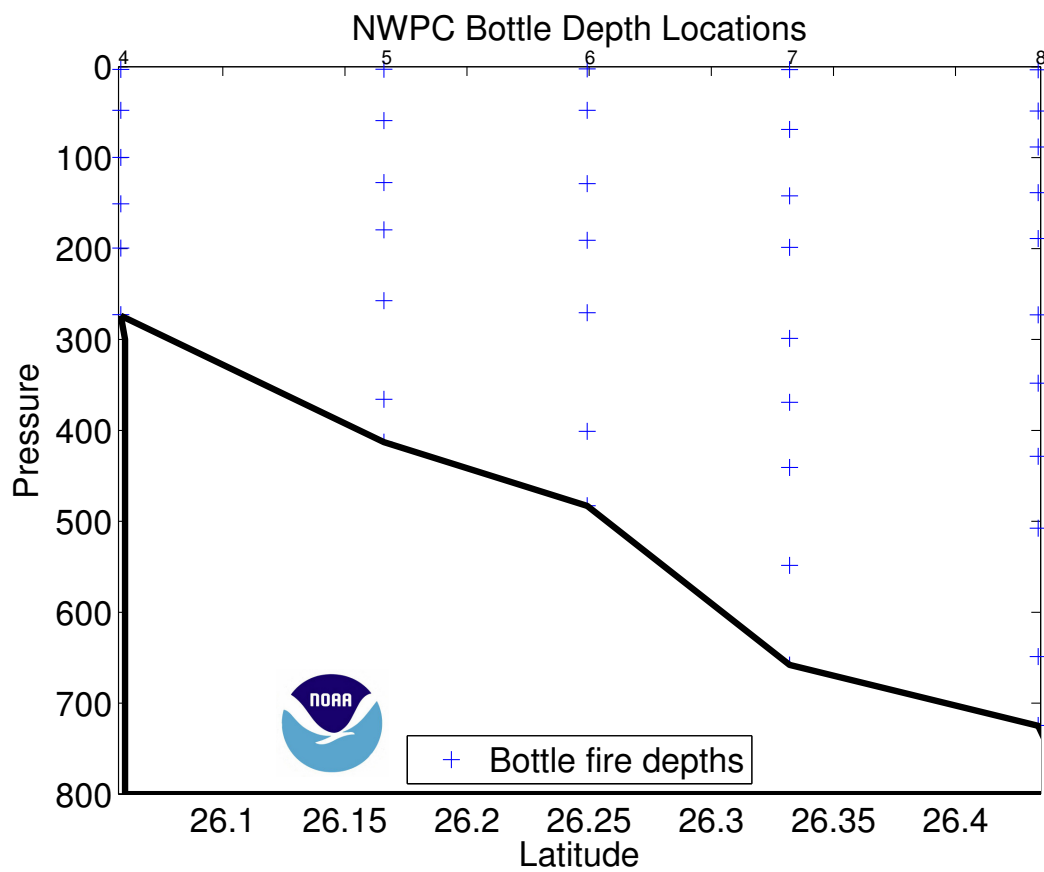 NWPC Bottle Depth Locations
4 5 6 7 8
0
100
200
300
400
500
600
700
800
Pressure
NOAA
Bottle fire depths
26.1 26.15 26.2 26.25 26.3 26.35 26.4
Latitude